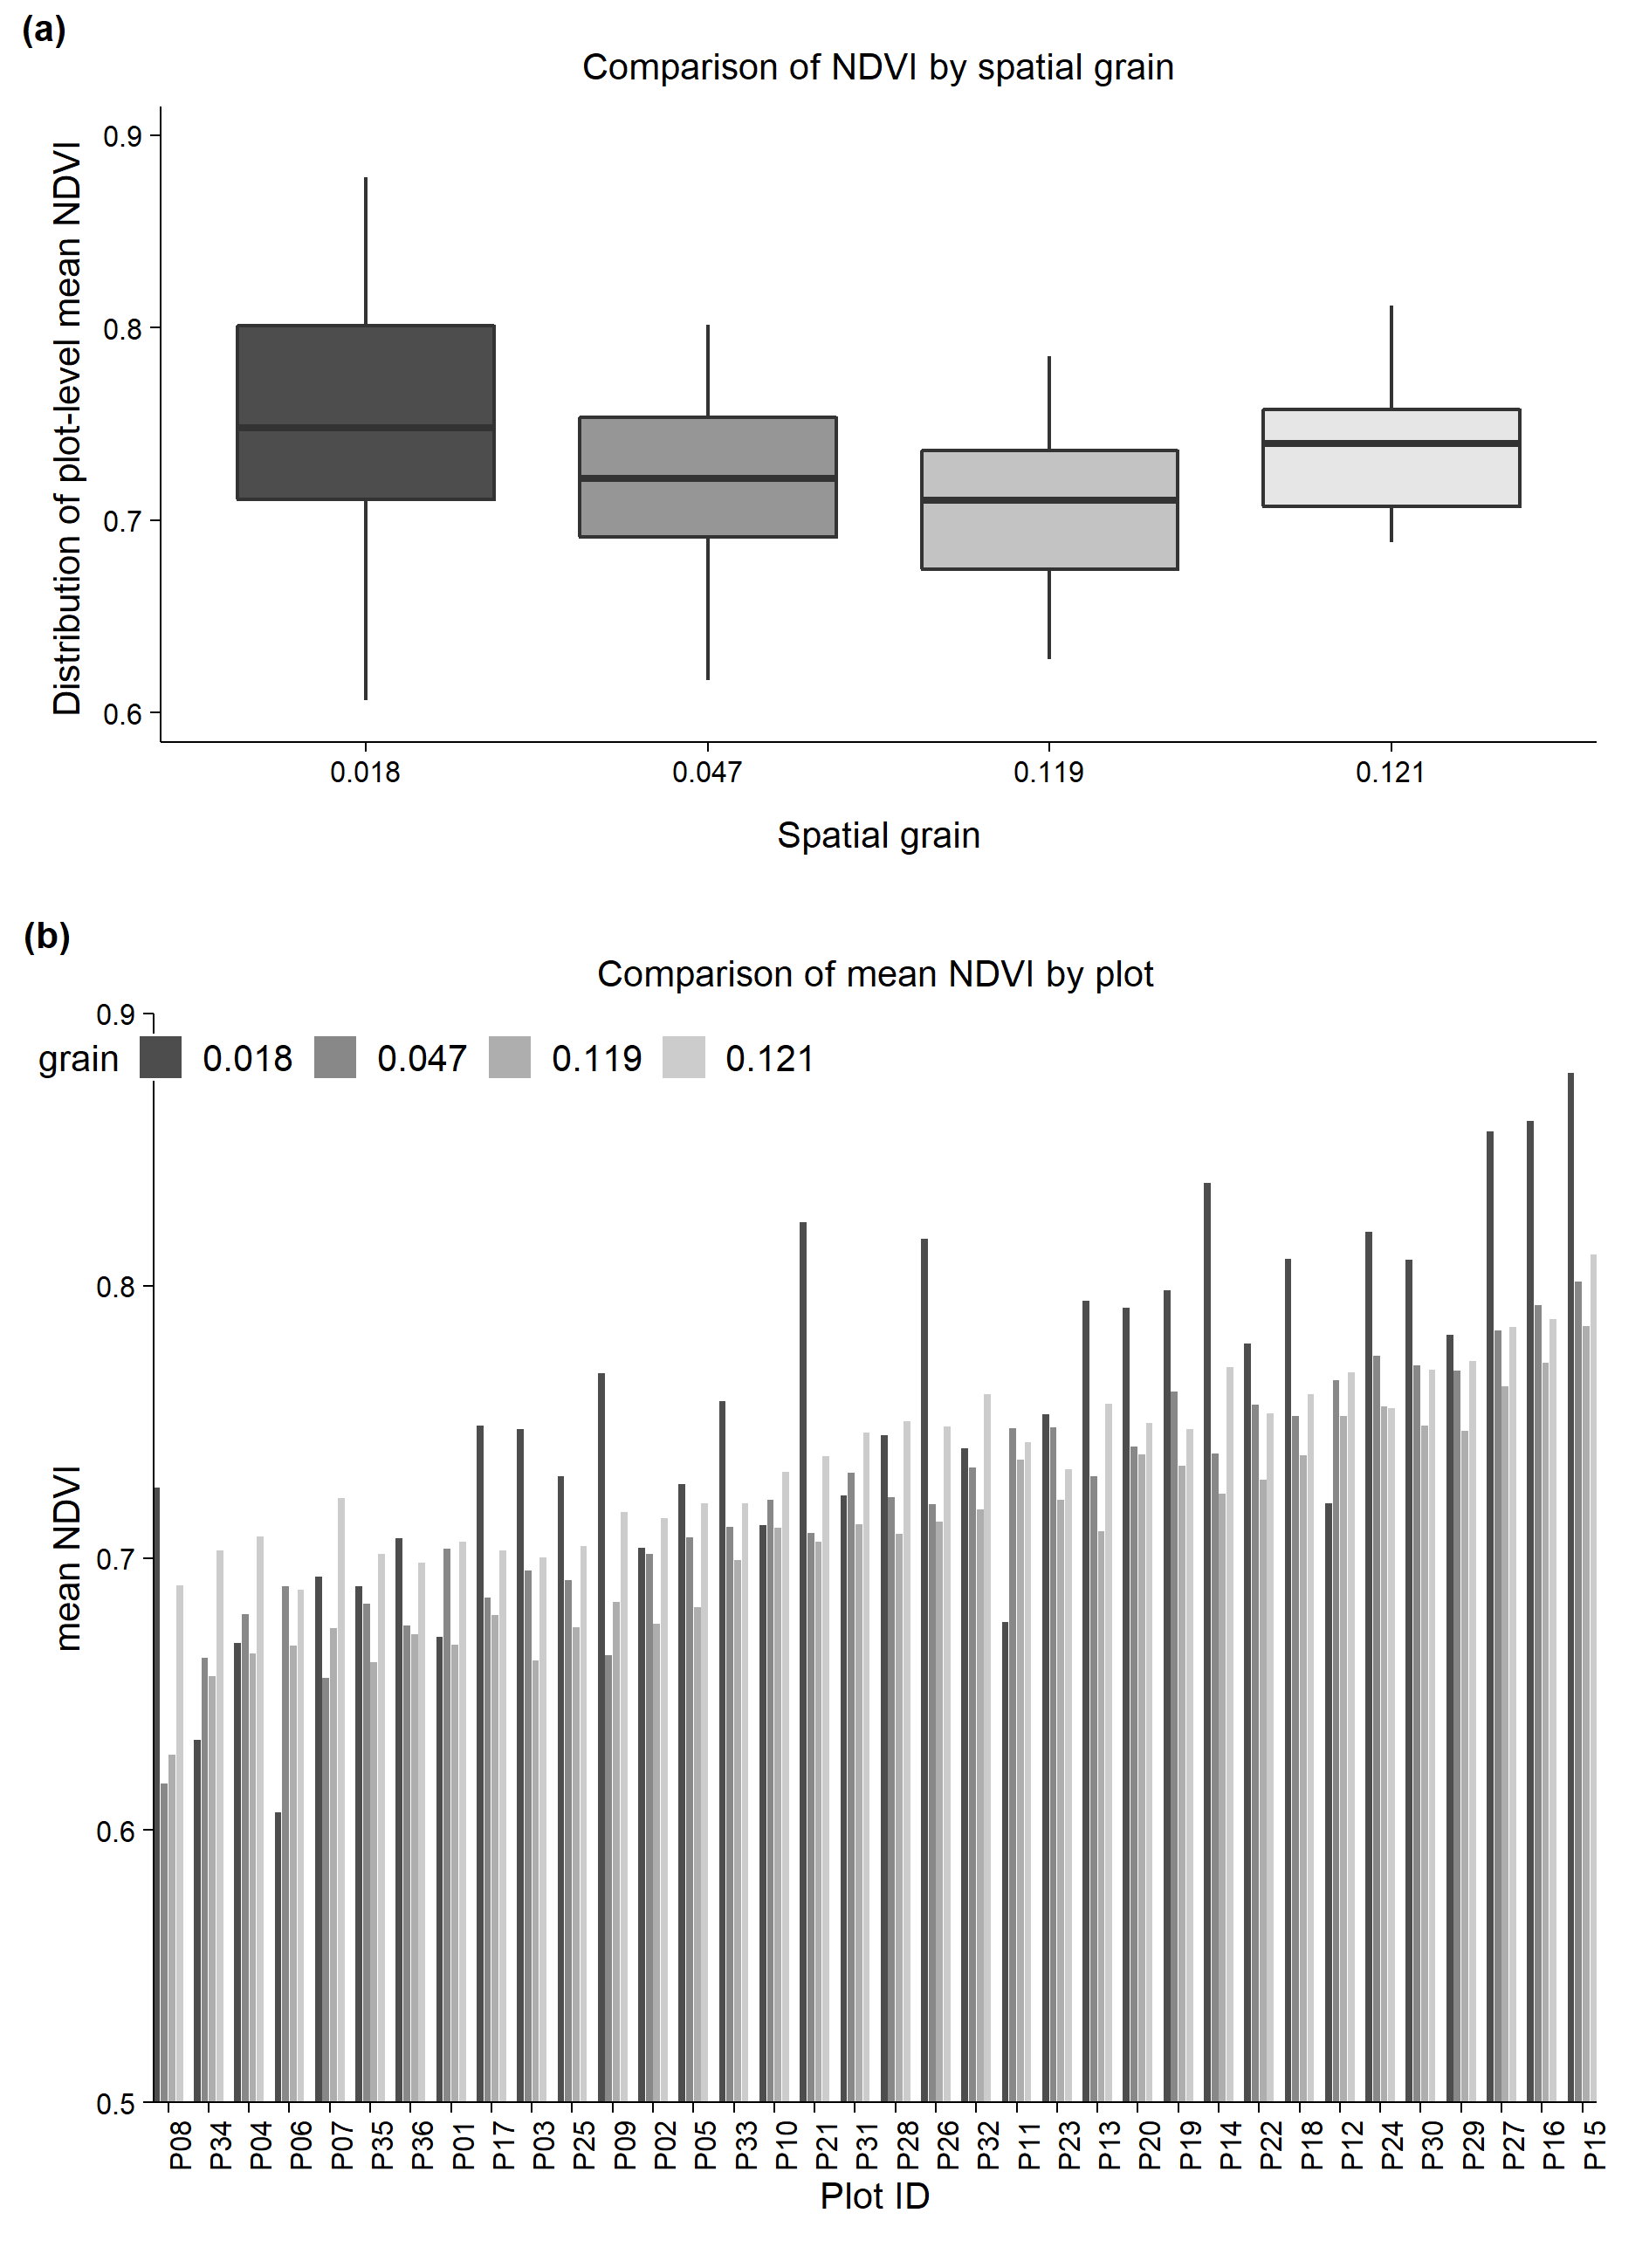 (a)
Comparison of NDVI by spatial grain
Distribution of plot-level mean NDVI
0.9
0.8
0.7
0.6
0.018 0.047 0.119 0.121
Spatial grain
(b)
Comparison of mean NDVI by plot
grain 0.018 0.047 0.119 0.121
mean NDVI
0.9
0.8
0.7
0.6
0.5
P08 P34 P04 P06 P07 P35 P36 P01 P17 P03 P25 P09 P02 P05 P33 P10 P21 P31 P28 P26 P32 P11 P23 P13 P20 P19 P14 P22 P18 P12 P24 P30 P29 P27 P16 P15
Plot ID